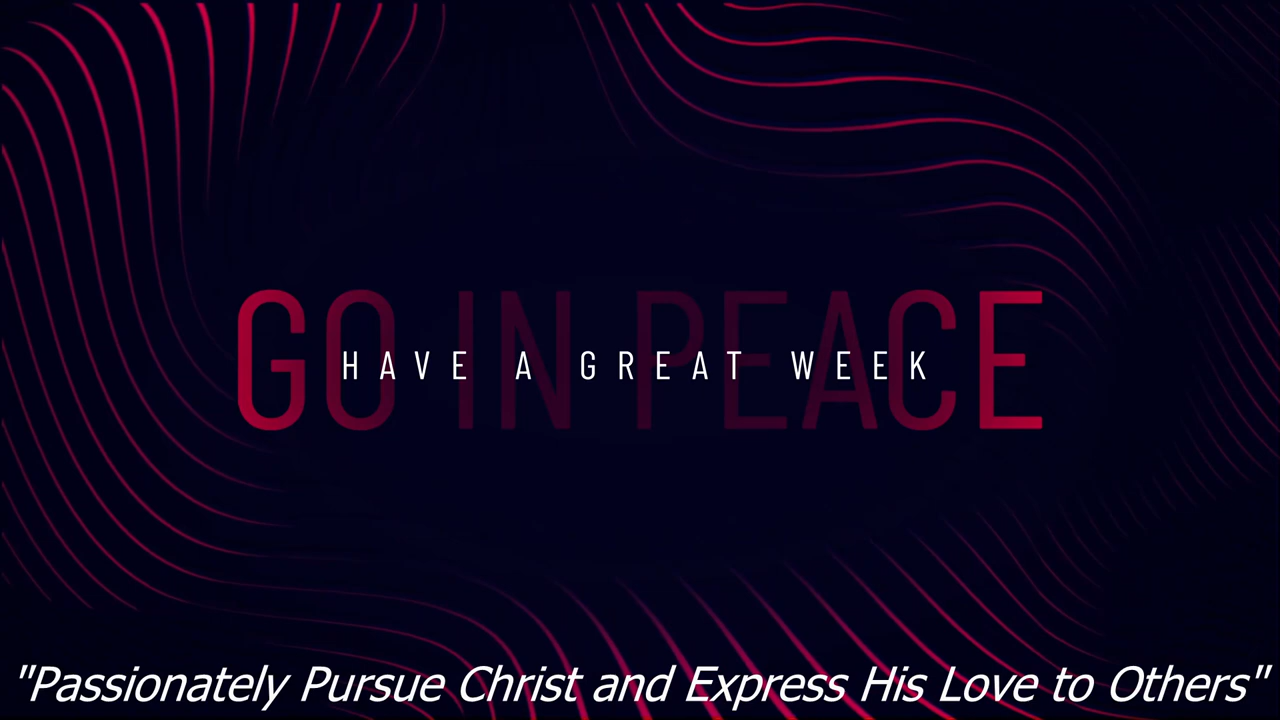 GO IN PEACE
HAVE A GREAT WEEK
"Passionately Pursue Christ and Express His Love to Others"